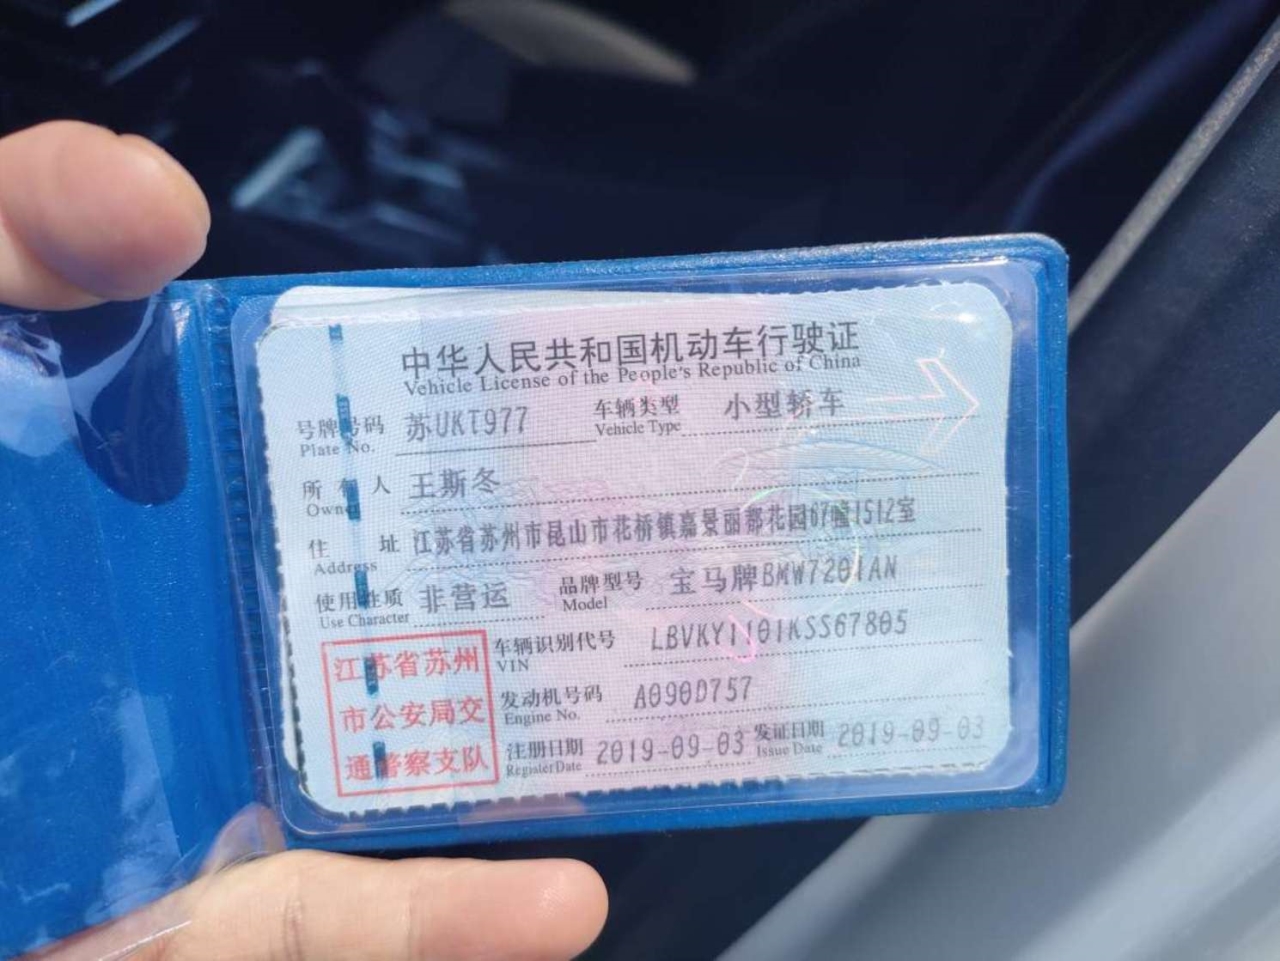 中华人民共和国机动车行驶证
Vehicle License of the People's Republic of China
号牌号码 苏UKT977 车辆类型 小型轿车
Plate No. Vehicle Type
所有人 王斯冬
Owner
住 址 江苏省苏州市昆山市花桥镇嘉景丽都花园67幢1512室
Address
使用性质 非营运 品牌型号 宝马牌BMW7201AN
Use Character Model
江苏省苏州 车辆识别代号 LBVKY1101KSS67805
VIN
市公安局交 发动机号码 A090D757
Engine No.
通警察支队 注册日期 2019-09-03 发证日期 2019-09-03
Register Date Issue Date